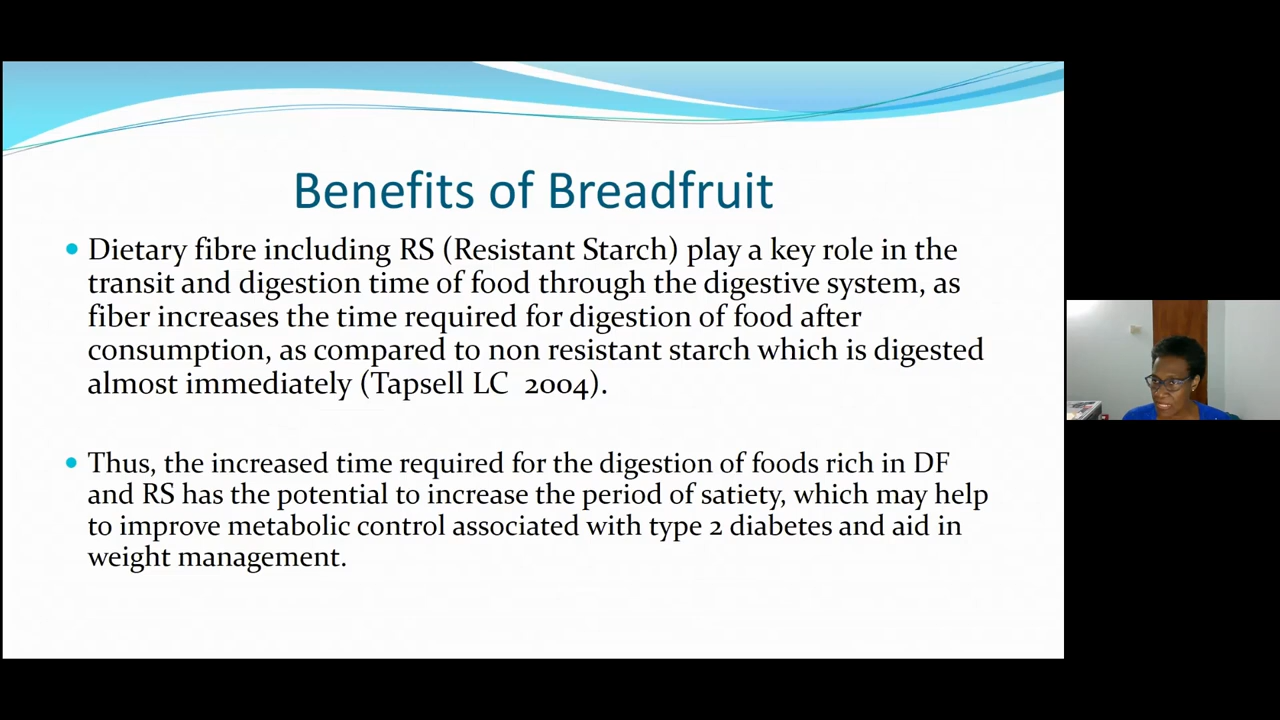 Benefits of Breadfruit
Dietary fibre including RS (Resistant Starch) play a key role in the
transit and digestion time of food through the digestive system, as
fiber increases the time required for digestion of food after
consumption, as compared to non resistant starch which is digested
almost immediately (Tapsell LC 2004).
Thus, the increased time required for the digestion of foods rich in DF
and RS has the potential to increase the period of satiety, which may help
to improve metabolic control associated with type 2 diabetes and aid in
weight management.